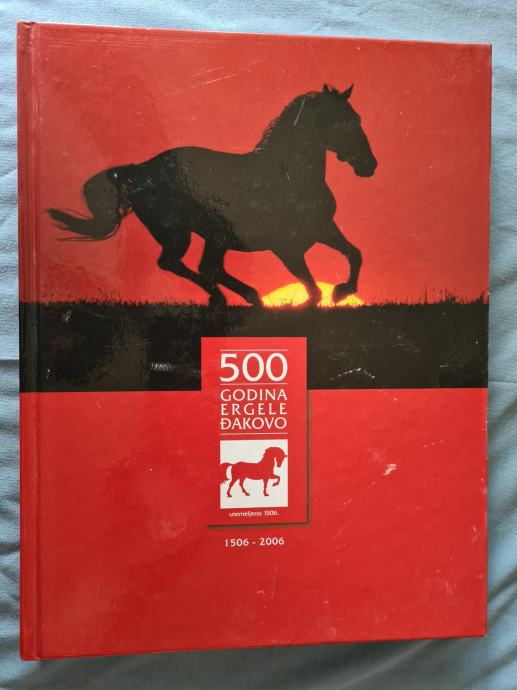 500
GODINA
ERGELE
ĐAKOVO
utemeljeno 1506.
1506 - 2006